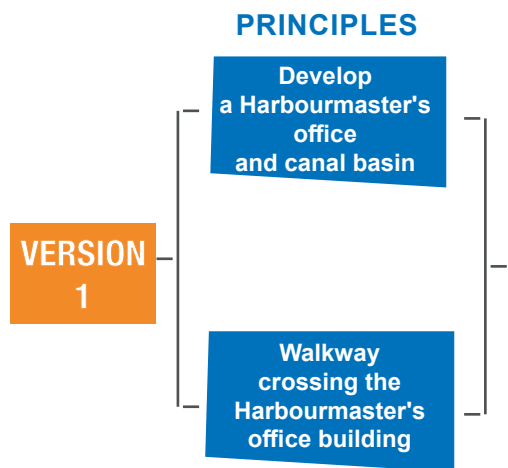 PRINCIPLES
Develop
a Harbourmaster's
office
and canal basin
VERSION
1
Walkway
crossing the
Harbourmaster's
office building